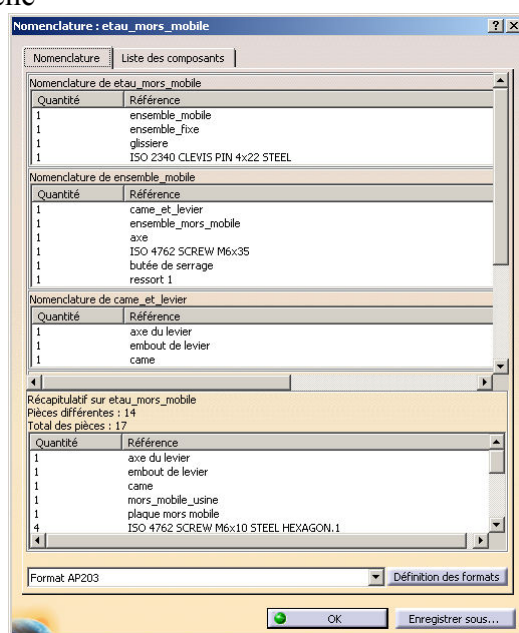 Nomenclature : etau_mors_mobile
Nomenclature Liste des composants
Nomenclature de etau_mors_mobile
Quantité Référence
1 ensemble_mobile
1 ensemble_fixe
1 glissiere
1 ISO 2340 CLEVIS PIN 4x22 STEEL
Nomenclature de ensemble_mobile
Quantité Référence
1 came_et_levier
1 ensemble_mors_mobile
1 axe
1 ISO 4762 SCREW M6x35
1 butée de serrage
1 ressort 1
Nomenclature de came_et_levier
Quantité Référence
1 axe du levier
1 embout de levier
1 came
Récapitulatif sur etau_mors_mobile
Pièces différentes : 14
Total des pièces : 17
Quantité Référence
1 axe du levier
1 embout de levier
1 came
1 mors_mobile_usine
1 plaque mors mobile
4 ISO 4762 SCREW M6x10 STEEL HEXAGON.1
Format AP203 Définition des formats
OK Enregistrer sous...